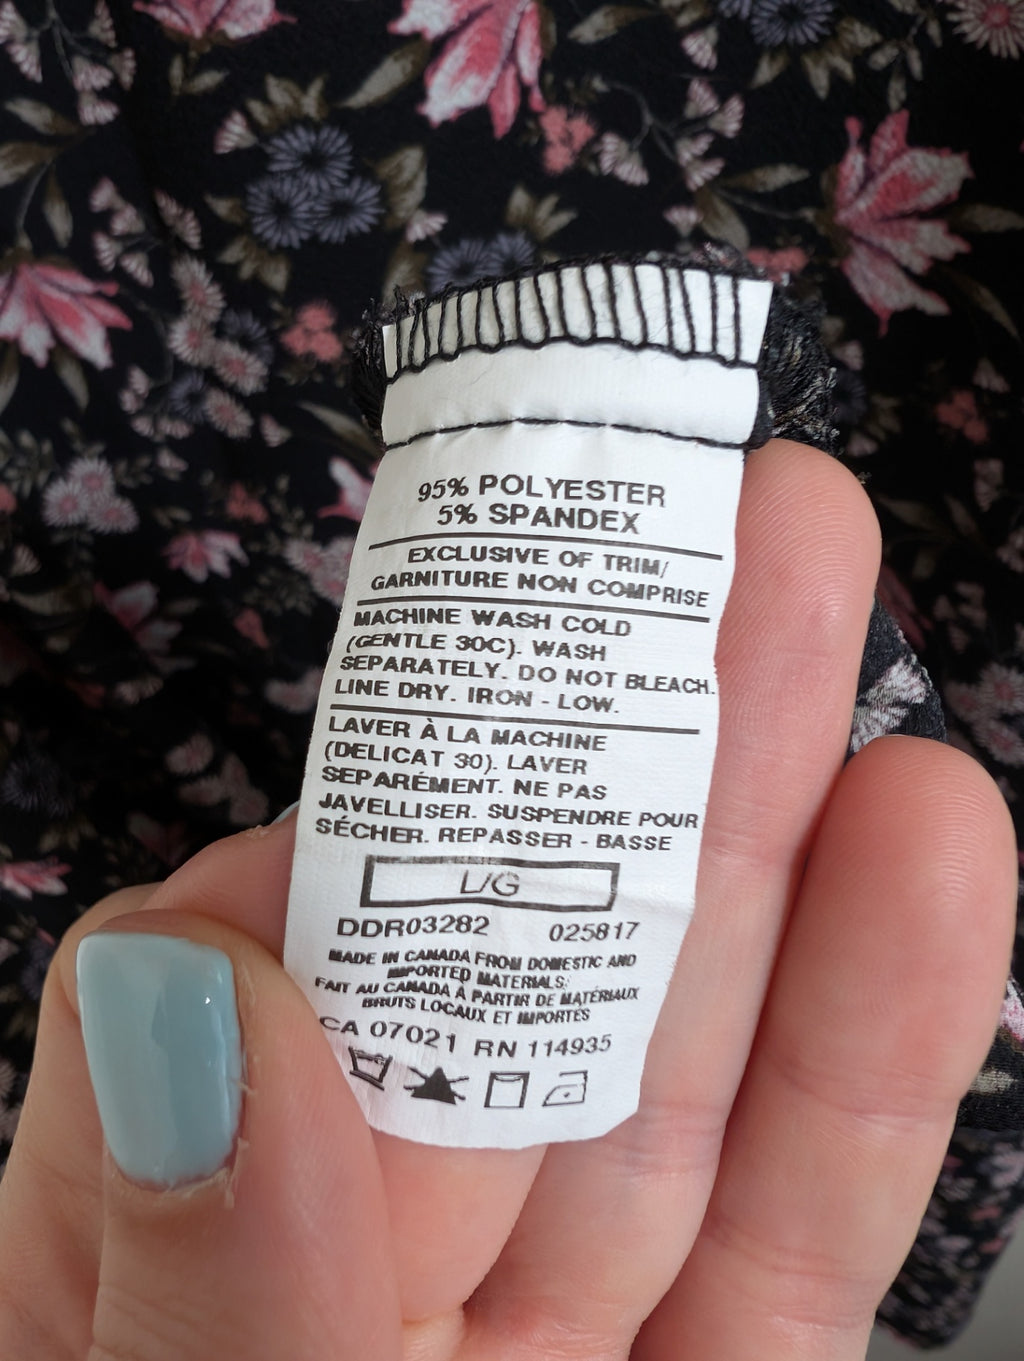 95% POLYESTER
5% SPANDEX
EXCLUSIVE OF TRIM/
GARNITURE NON COMPRISE
MACHINE WASH COLD
(GENTLE 30C). WASH
SEPARATELY. DO NOT BLEACH.
LINE DRY. IRON - LOW.
LAVER À LA MACHINE
(DELICAT 30). LAVER
SEPARÉMENT. NE PAS
JAVELLISER. SUSPENDRE POUR
SÉCHER. REPASSER - BASSE
L/G
DDR03282 025817
MADE IN CANADA FROM DOMESTIC AND
IMPORTED MATERIALS.
FAIT AU CANADA À PARTIR DE MATÉRIAUX
BRUTS LOCAUX ET IMPORTÉS
CA 07021 RN 114935